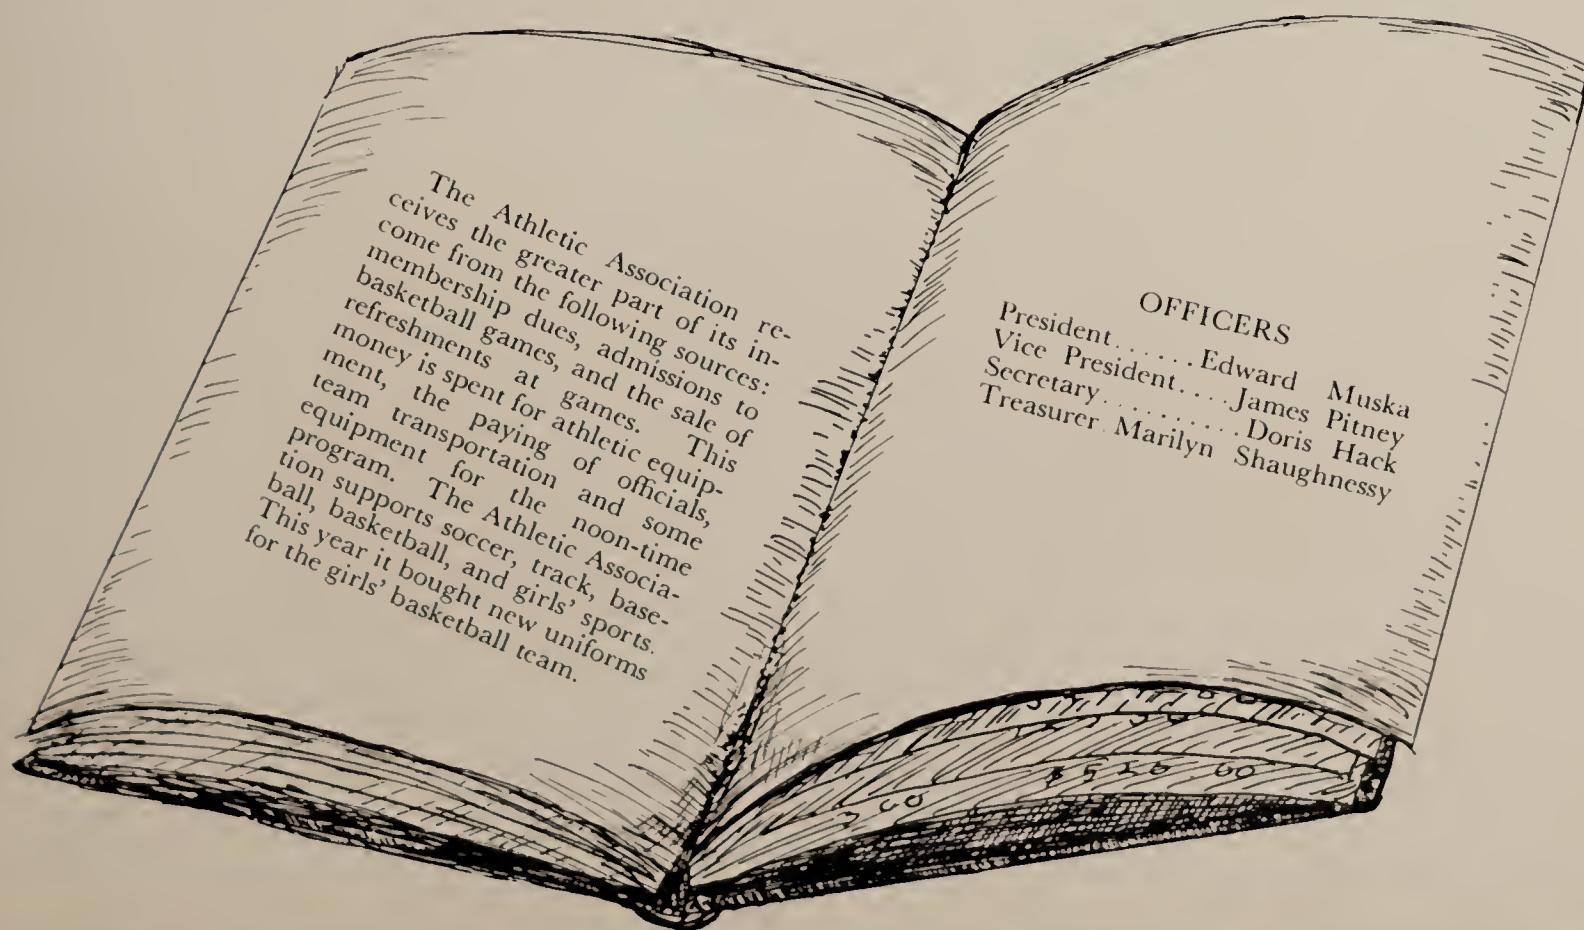 The Athletic Association re-
ceives the greater part of its in-
come from the following sources:
membership dues, admissions to
basketball games, and the sale of
refreshments at games. This
money is spent for athletic equip-
ment, the paying of officials,
team transportation and some
equipment for the noon-time
program. The Athletic Associa-
tion supports soccer, track, base-
ball, basketball, and girls' sports.
This year it bought new uniforms
for the girls' basketball team.
OFFICERS
President......Edward Muska
Vice President....James Pitney
Secretary..........Doris Hack
Treasurer.Marilyn Shaughnessy